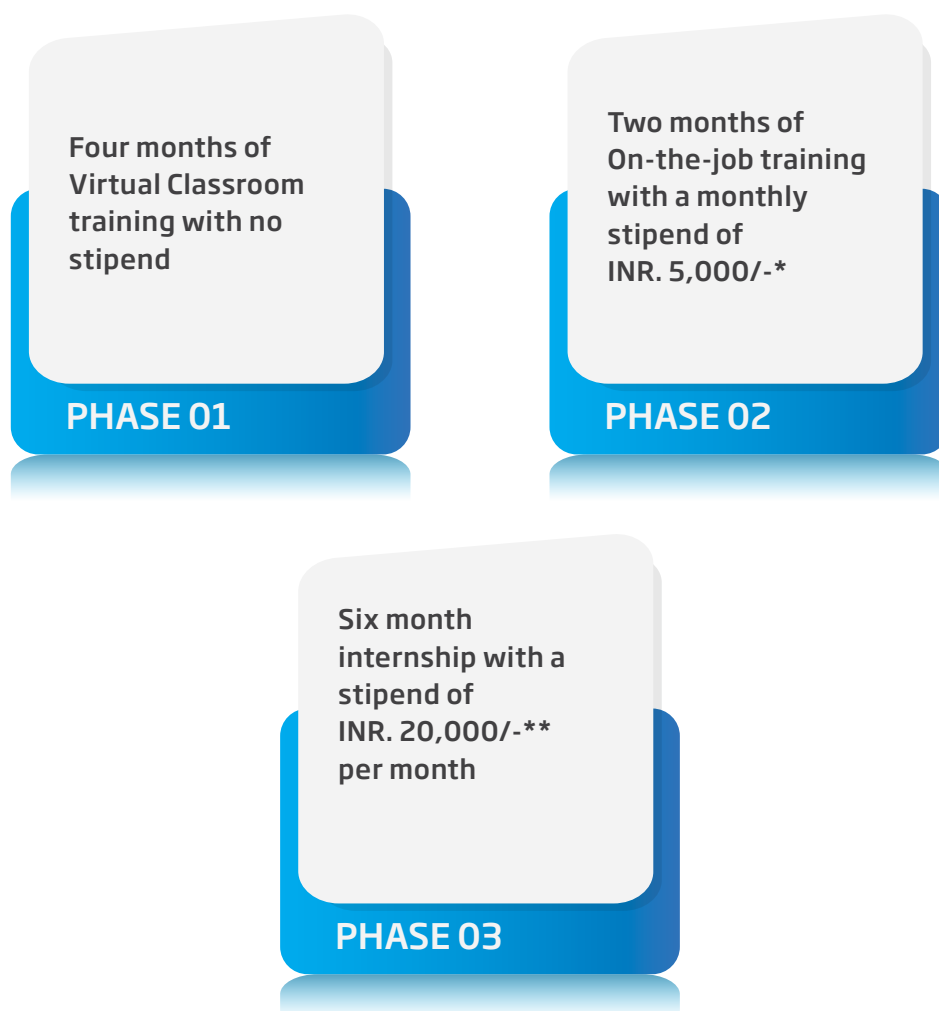 Four months of
Virtual Classroom
training with no
stipend
PHASE 01
Two months of
On-the-job training
with a monthly
stipend of
INR. 5,000/-*
PHASE 02
Six month
internship with a
stipend of
INR. 20,000/-**
per month
PHASE 03